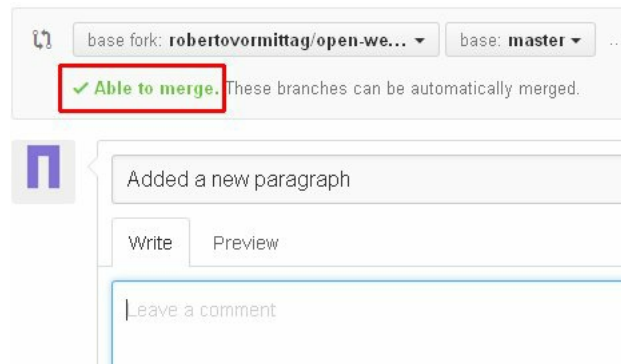 base fork: robertovormittag/open-we... base: master ...
Able to merge. These branches can be automatically merged.
Added a new paragraph
Write Preview
Leave a comment